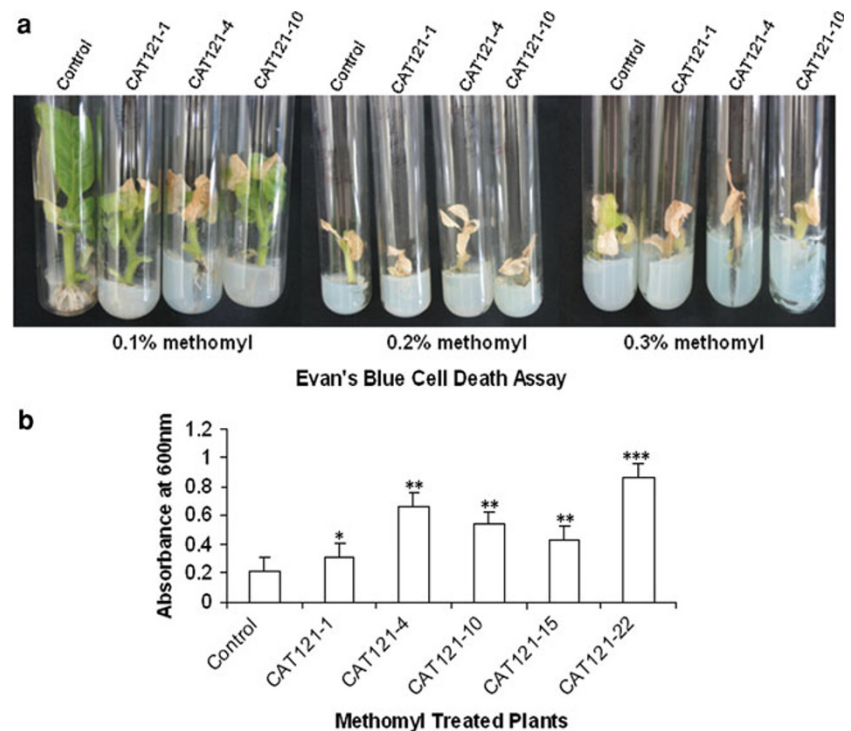 a
Control CAT121-1 CAT121-4 CAT121-10 Control CAT121-1 CAT121-4 CAT121-10 Control CAT121-1 CAT121-4 CAT121-10
0.1% methomyl 0.2% methomyl 0.3% methomyl
Evan's Blue Cell Death Assay
b
Absorbance at 600nm
1.2
1
0.8
0.6
0.4
0.2
0
* ** ** ** ***
Control CAT121-1 CAT121-4 CAT121-10 CAT121-15 CAT121-22
Methomyl Treated Plants